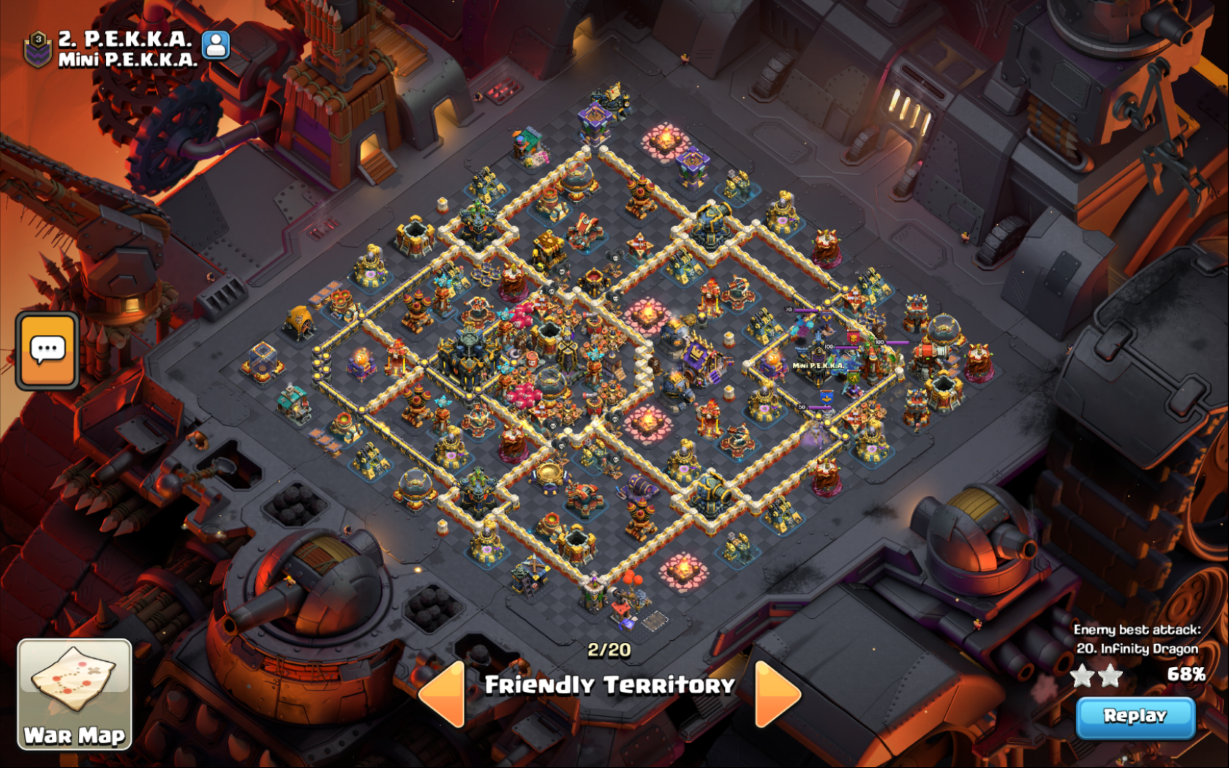 3
2. P.E.K.K.A.
Mini P.E.K.K.A.
Mini P.E.K.K.A.
2/20
Friendly Territory
War Map
Enemy best attack:
20. Infinity Dragon
68%
Replay